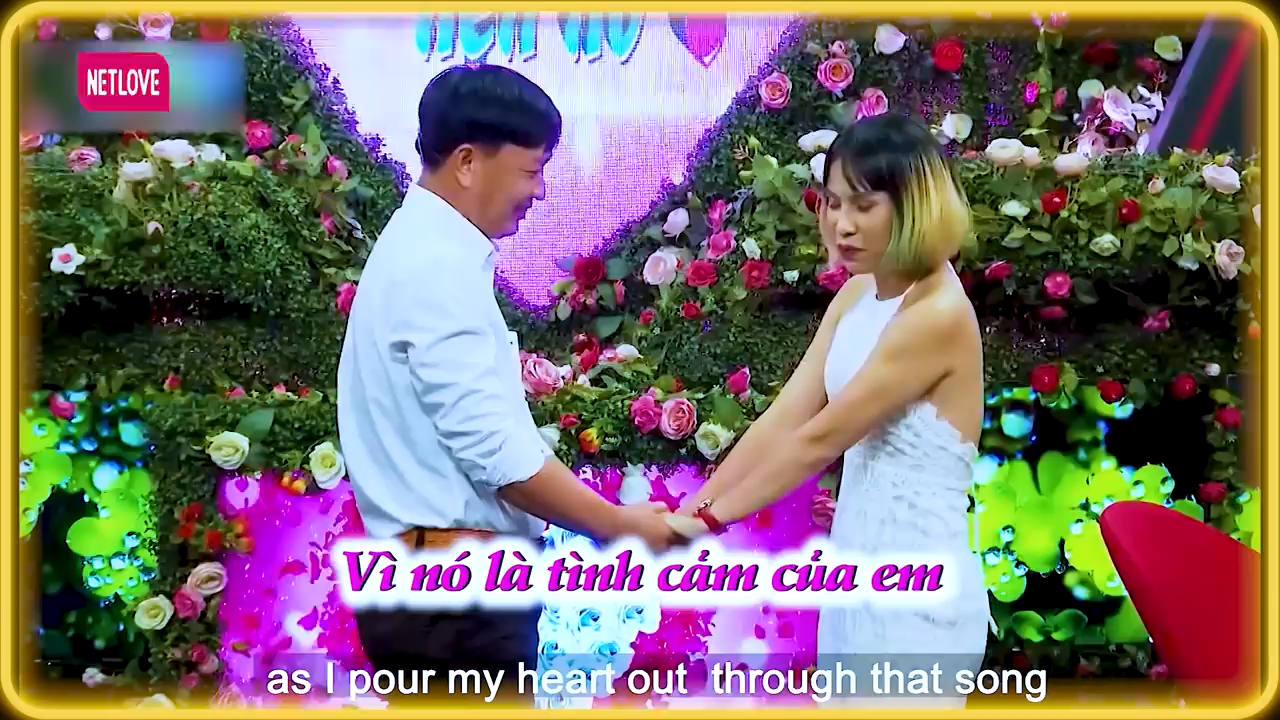 NETLOVE
Vì nó là tình cảm của em
as I pour my heart out through that song